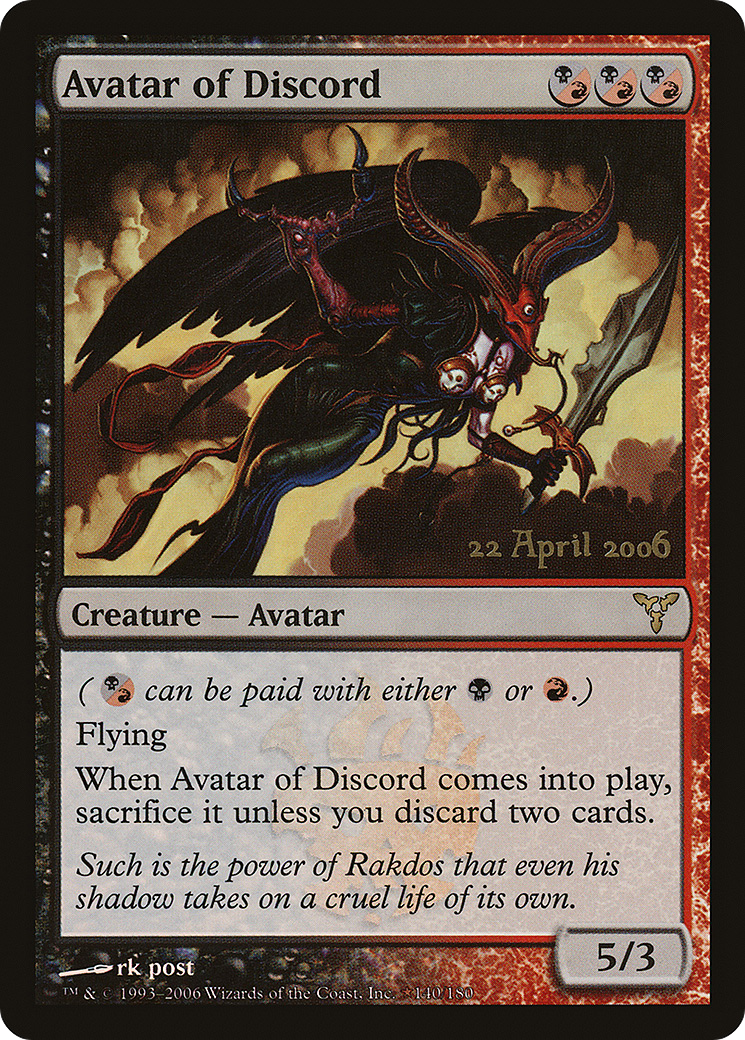 Avatar of Discord
22 April 2006
Creature — Avatar
( can be paid with either or .)
Flying
When Avatar of Discord comes into play,
sacrifice it unless you discard two cards.
Such is the power of Rakdos that even his
shadow takes on a cruel life of its own.
5/3
rk post
™ & © 1993–2006 Wizards of the Coast, Inc. 140/180